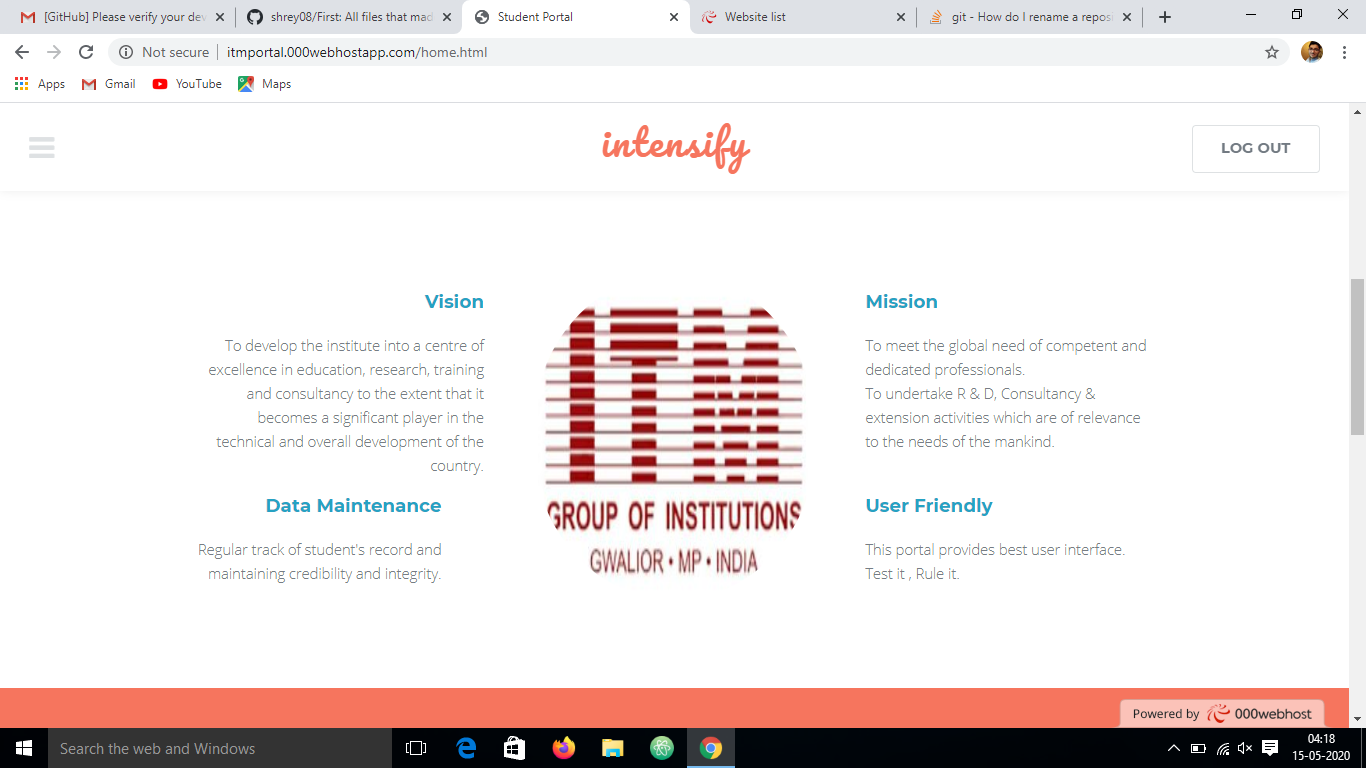 [GitHub] Please verify your dev
shrey08/First: All files that mad
Student Portal
Website list
git - How do I rename a reposi
Not secure
itmportal.000webhostapp.com/home.html
Apps
Gmail
YouTube
Maps
intensify
LOG OUT
Vision
To develop the institute into a centre of
excellence in education, research, training
and consultancy to the extent that it
becomes a significant player in the
technical and overall development of the
country.
Data Maintenance
Regular track of student's record and
maintaining credibility and integrity.
ITM
GROUP OF INSTITUTIONS
GWALIOR • MP • INDIA
Mission
To meet the global need of competent and
dedicated professionals.
To undertake R & D, Consultancy &
extension activities which are of relevance
to the needs of the mankind.
User Friendly
This portal provides best user interface.
Test it , Rule it.
Powered by 000webhost
Search the web and Windows
04:18
15-05-2020